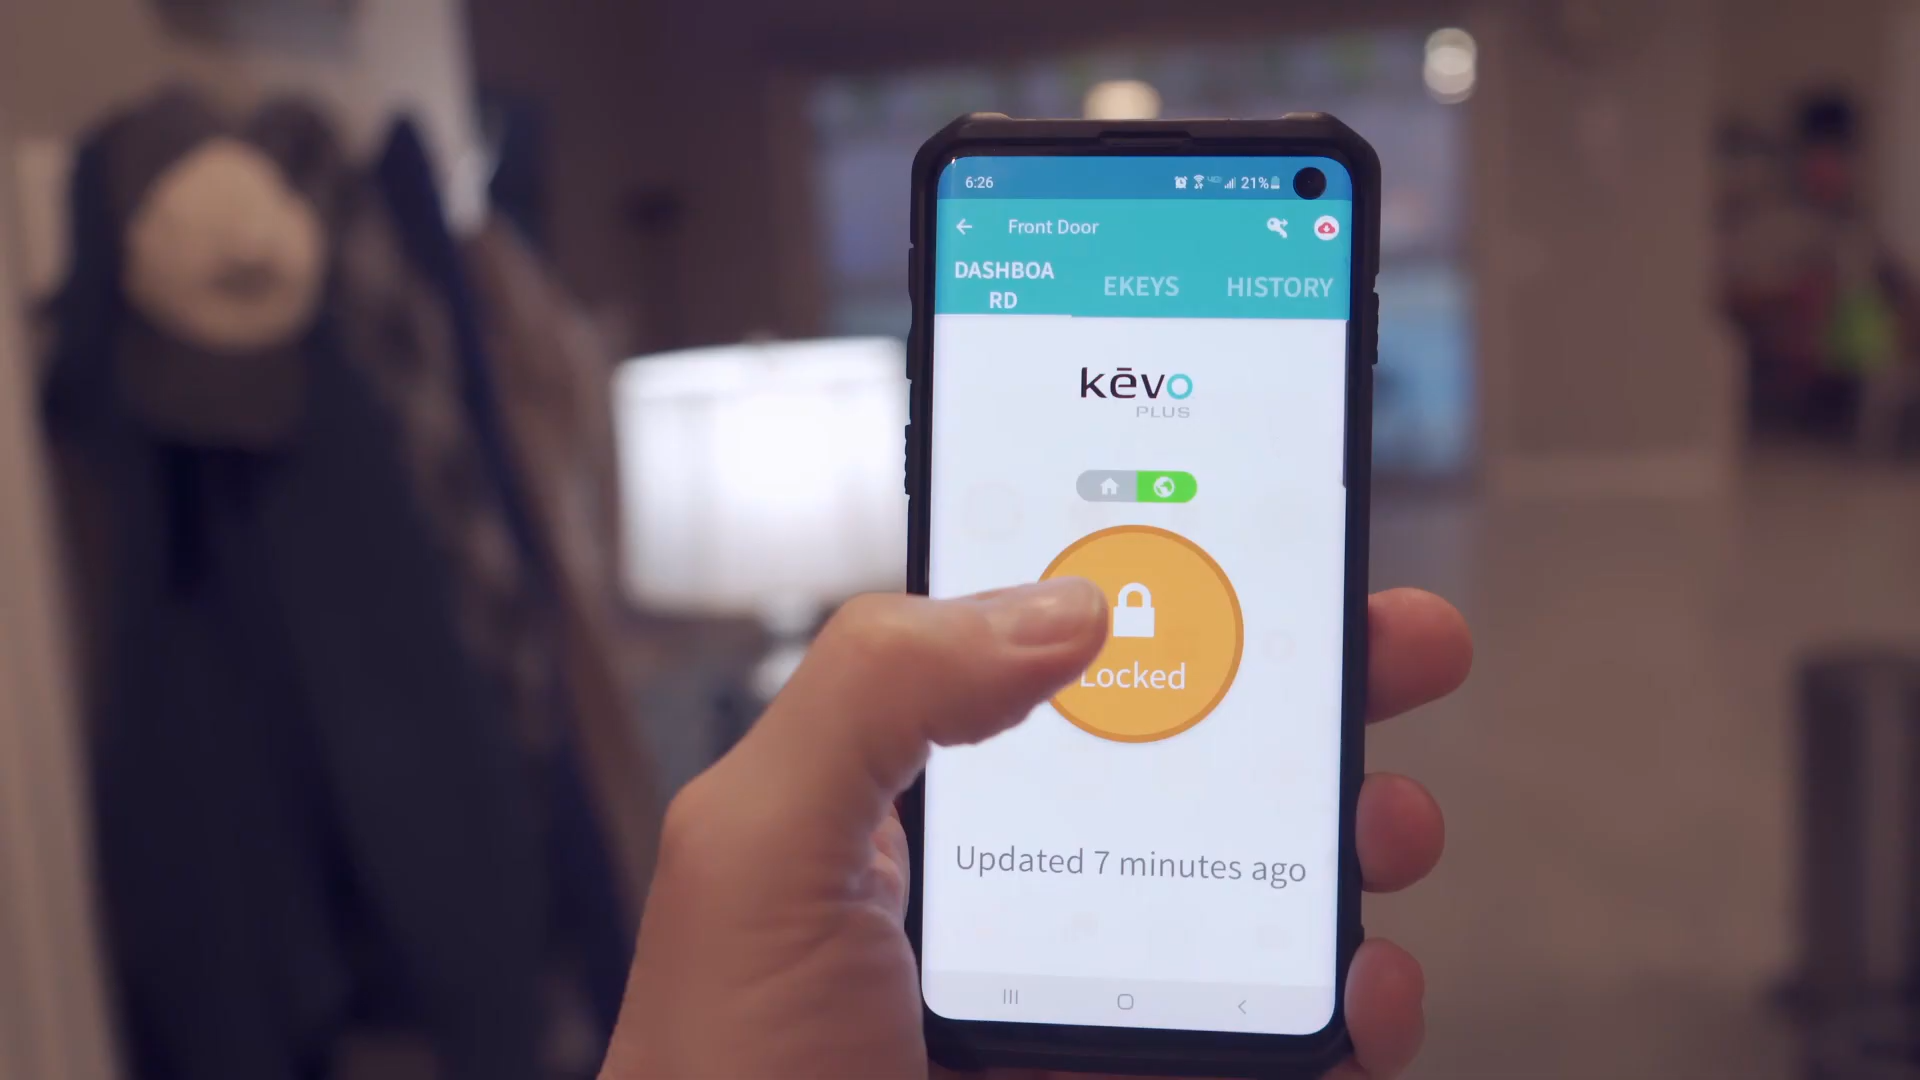 6:26
21%
Front Door
DASHBOA
RD
EKEYS
HISTORY
kēvo
PLUS
Locked
Updated 7 minutes ago